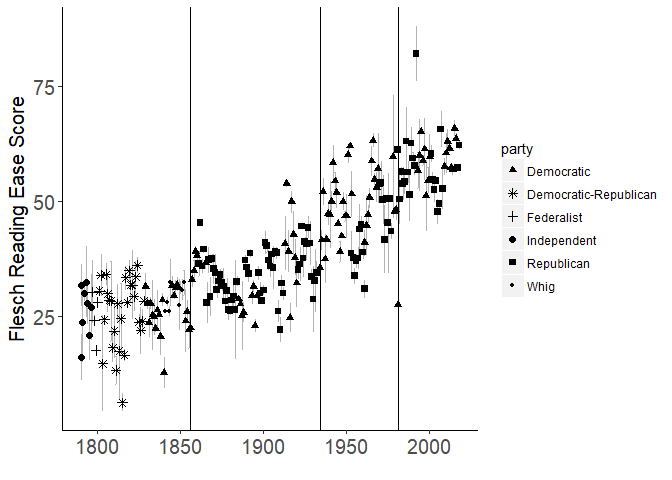 Flesch Reading Ease Score
75
50
25
1800
1850
1900
1950
2000
party
Democratic
Democratic-Republican
Federalist
Independent
Republican
Whig